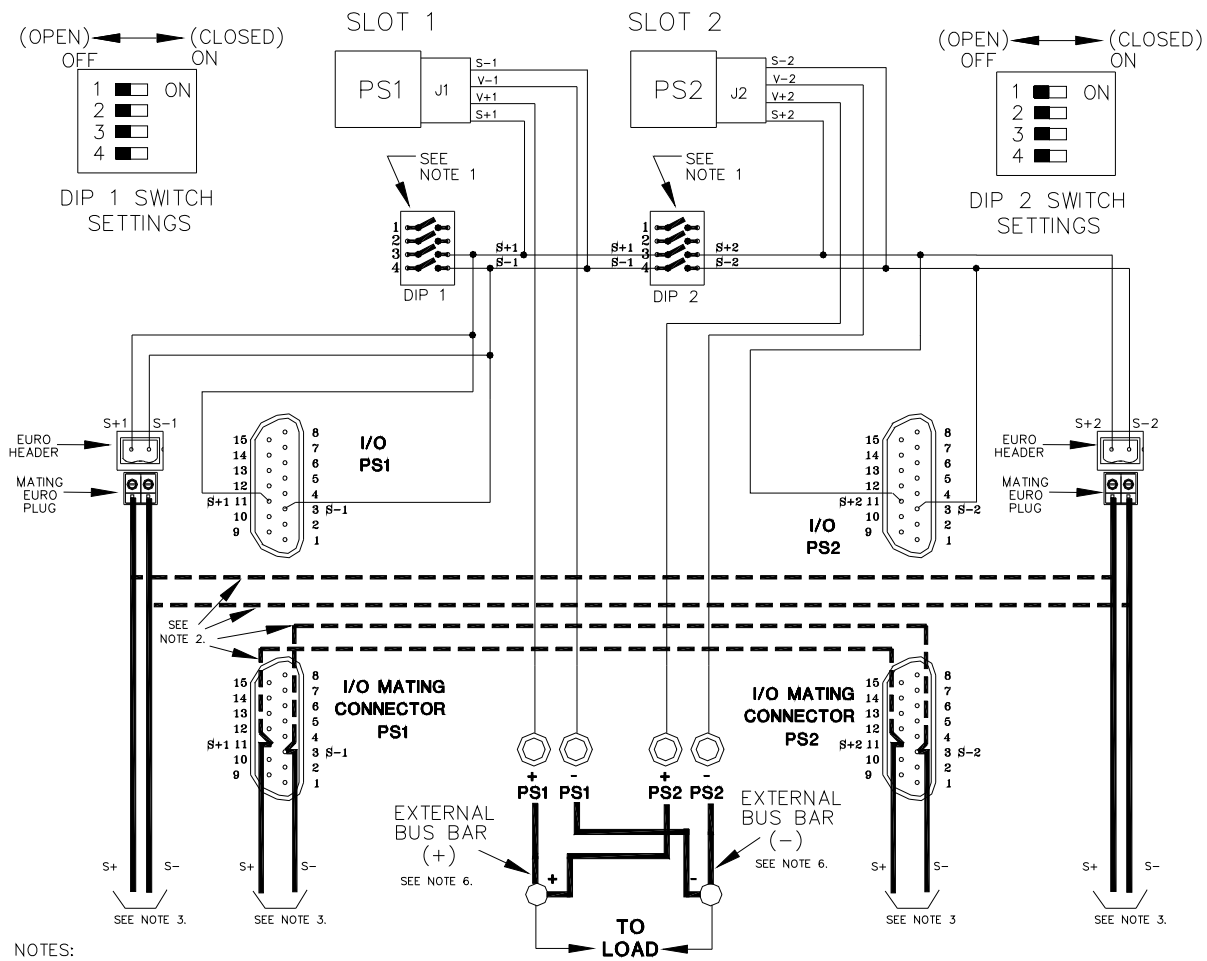 SLOT 1
SLOT 2
(OPEN) (CLOSED)
OFF ON
1 ON
2
3
4
DIP 1 SWITCH
SETTINGS
PS1
J1
S-1
V-1
V+1
S+1
PS2
J2
S-2
V-2
V+2
S+2
(OPEN) (CLOSED)
OFF ON
1 ON
2
3
4
DIP 2 SWITCH
SETTINGS
SEE
NOTE 1
SEE
NOTE 1
1
2
3 S+1
4 S-1
DIP 1
1
2
S+1 3 S+2
S-1 4 S-2
DIP 2
S+1 S-1
EURO
HEADER
MATING
EURO
PLUG
I/O
PS1
15
14
13
12
S+1 11
10
9
8
7
6
5
4
3 S-1
2
1
I/O
PS2
15
14
13
12
S+2 11
10
9
8
7
6
5
4
3 S-2
2
1
S+2 S-2
EURO
HEADER
MATING
EURO
PLUG
SEE
NOTE 2.
15
14
13
12
S+1 11
10
9
8
7
6
5
4
3 S-1
2
1
I/O MATING
CONNECTOR
PS1
I/O MATING
CONNECTOR
PS2
15
14
13
12
S+2 11
10
9
8
7
6
5
4
3 S-2
2
1
+ - + -
PS1 PS1 PS2 PS2
EXTERNAL
BUS BAR
(+)
SEE NOTE 6.
EXTERNAL
BUS BAR
(-)
SEE NOTE 6.
+ -
S+ S- S+ S- S+ S- S+ S-
SEE NOTE 3. SEE NOTE 3. SEE NOTE 3 SEE NOTE 3.
TO
LOAD
NOTES: